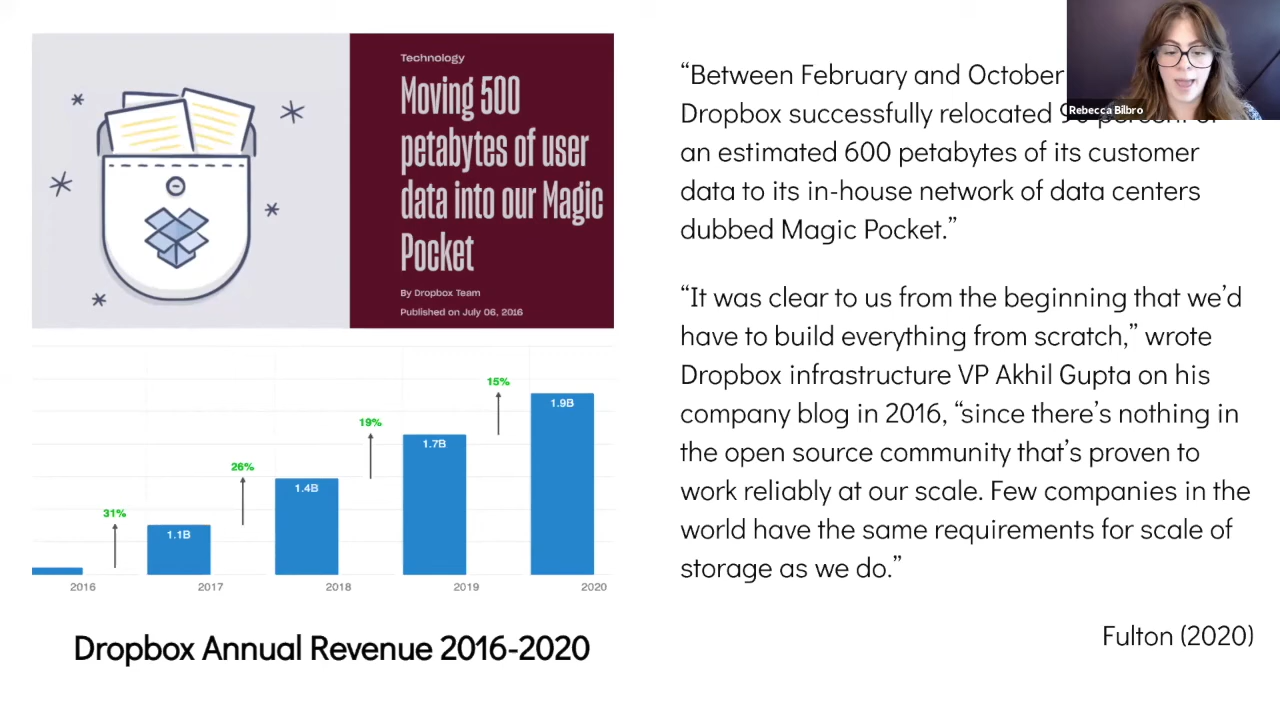 Technology
Moving 500
petabytes of user
data into our Magic
Pocket
By Dropbox Team
Published on July 06, 2016
31%
26%
19%
15%
1.1B
1.4B
1.7B
1.9B
2016
2017
2018
2019
2020
Dropbox Annual Revenue 2016-2020
“Between February and October
Dropbox successfully relocated
an estimated 600 petabytes of its customer
data to its in-house network of data centers
dubbed Magic Pocket.”
“It was clear to us from the beginning that we’d
have to build everything from scratch,” wrote
Dropbox infrastructure VP Akhil Gupta on his
company blog in 2016, “since there’s nothing in
the open source community that’s proven to
work reliably at our scale. Few companies in the
world have the same requirements for scale of
storage as we do.”
Fulton (2020)
Rebecca Bilbro